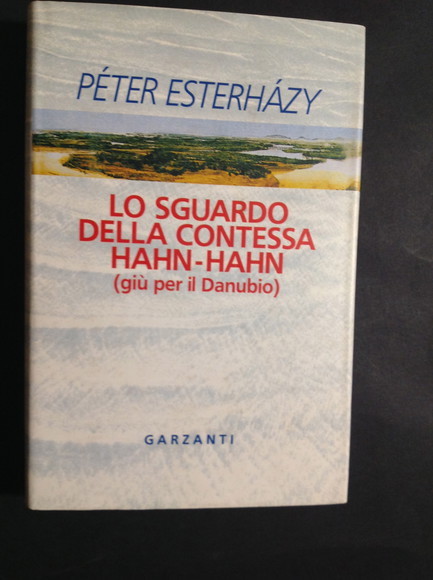 PÉTER ESTERHÁZY
LO SGUARDO
DELLA CONTESSA
HAHN-HAHN
(giù per il Danubio)
GARZANTI